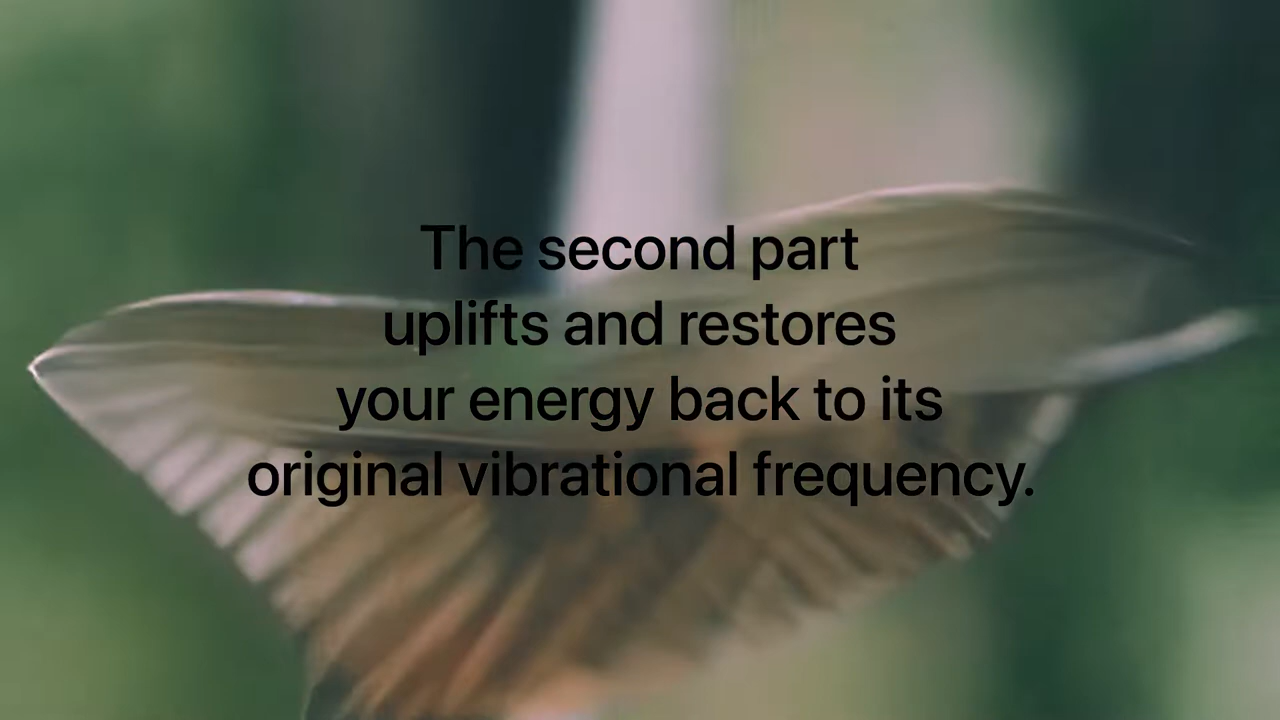 The second part
uplifts and restores
your energy back to its
original vibrational frequency.